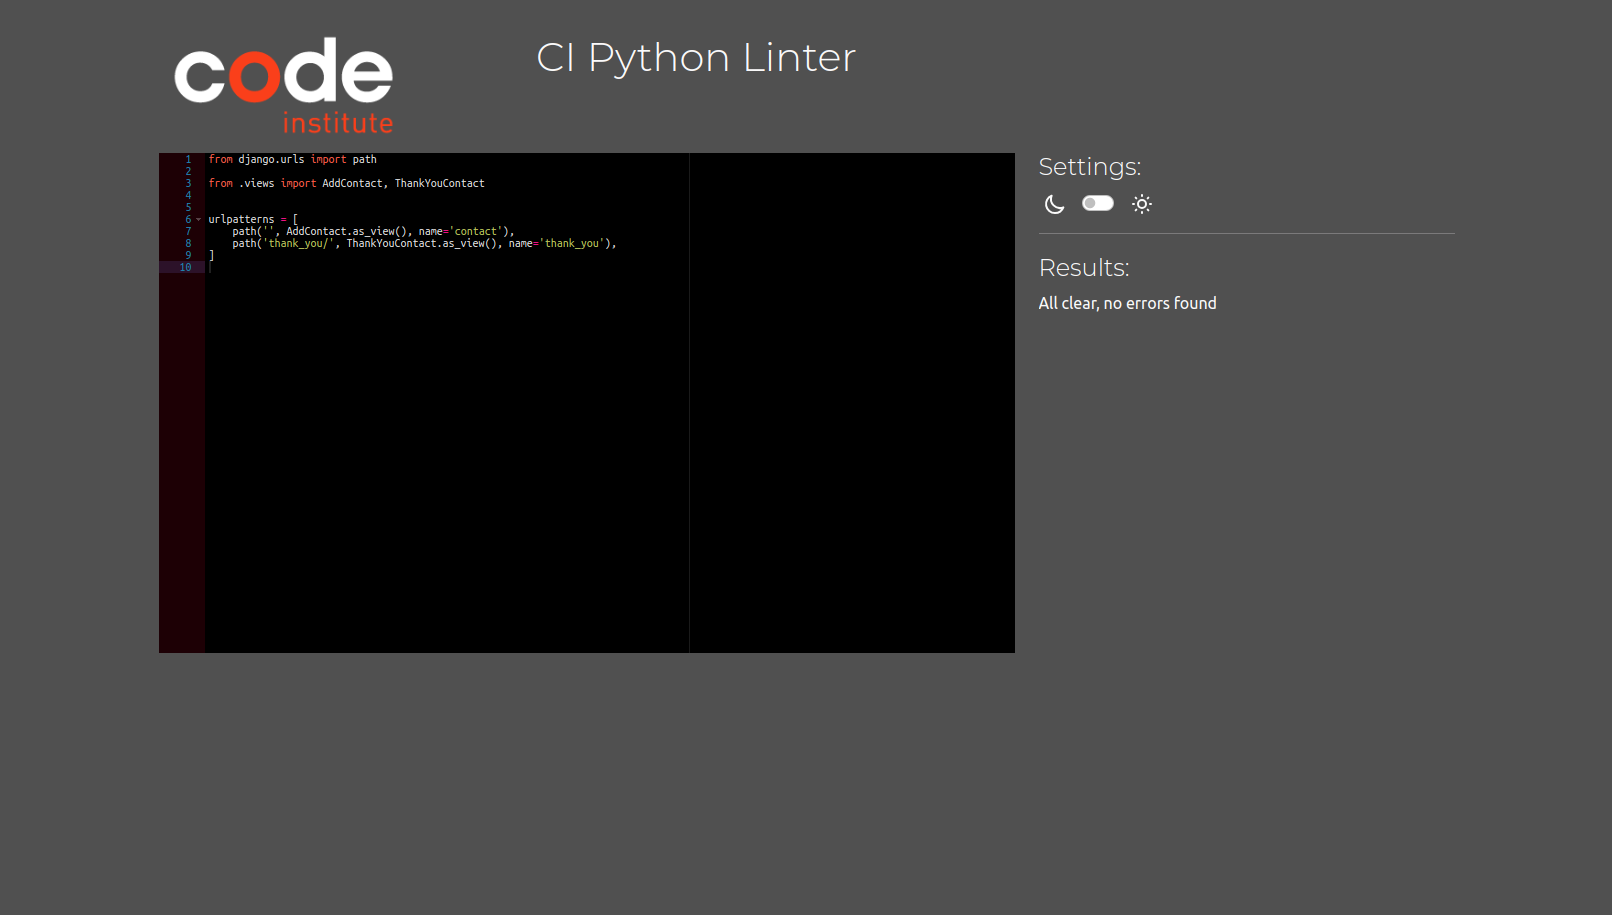 code
institute
CI Python Linter
1 from django.urls import path
2
3 from .views import AddContact, ThankYouContact
4
5
6 urlpatterns = [
7     path('', AddContact.as_view(), name='contact'),
8     path('thank_you/', ThankYouContact.as_view(), name='thank_you'),
9 ]
10
Settings:
Results:
All clear, no errors found